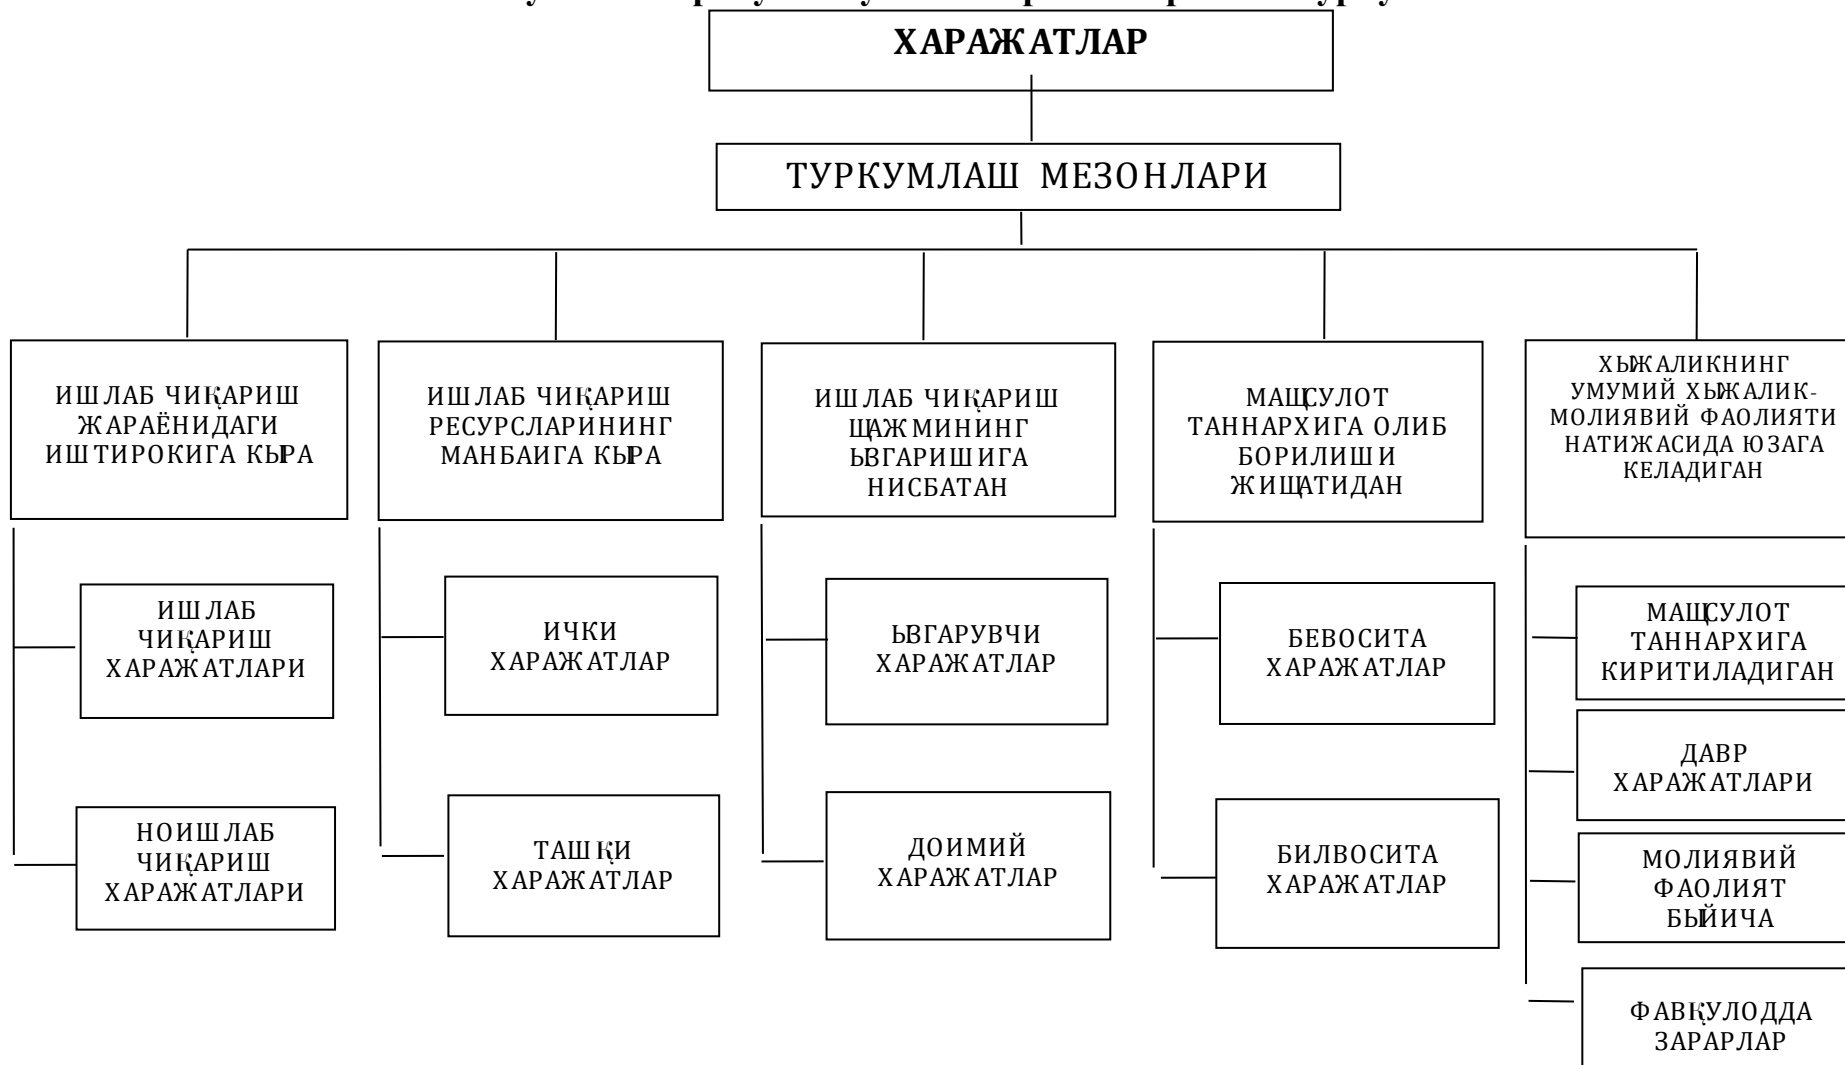 ХАРАЖАТЛАР
ТУРКУМЛАШ МЕЗОНЛАРИ
ИШЛАБ ЧИҚАРИШ
ЖАРАЁНИДАГИ
ИШТИРОКИГА КЫРА
ИШЛАБ ЧИҚАРИШ
РЕСУРСЛАРИНИНГ
МАНБАИГА КЫРА
ИШЛАБ ЧИҚАРИШ
ЩАЖМИНИНГ
ЬЗГАРИШИГА
НИСБАТАН
МАЩСУЛОТ
ТАННАРХИГА ОЛИБ
БОРИЛИШИ
ЖИЩАТИДАН
ХЫЖАЛИКНИНГ
УМУМИЙ ХЫЖАЛИК-
МОЛИЯВИЙ ФАОЛИЯТИ
НАТИЖАСИДА ЮЗАГА
КЕЛАДИГАН
ИШЛАБ
ЧИҚАРИШ
ХАРАЖАТЛАРИ
НОИШЛАБ
ЧИҚАРИШ
ХАРАЖАТЛАРИ
ИЧКИ
ХАРАЖАТЛАР
ТАШҚИ
ХАРАЖАТЛАР
ЬЗГАРУВЧИ
ХАРАЖАТЛАР
ДОИМИЙ
ХАРАЖАТЛАР
БЕВОСИТА
ХАРАЖАТЛАР
БИЛВОСИТА
ХАРАЖАТЛАР
МАЩСУЛОТ
ТАННАРХИГА
КИРИТИЛАДИГАН
ДАВР
ХАРАЖАТЛАРИ
МОЛИЯВИЙ
ФАОЛИЯТ
БЫЙИЧА
ФАВҚУЛОДДА
ЗАРАРЛАР